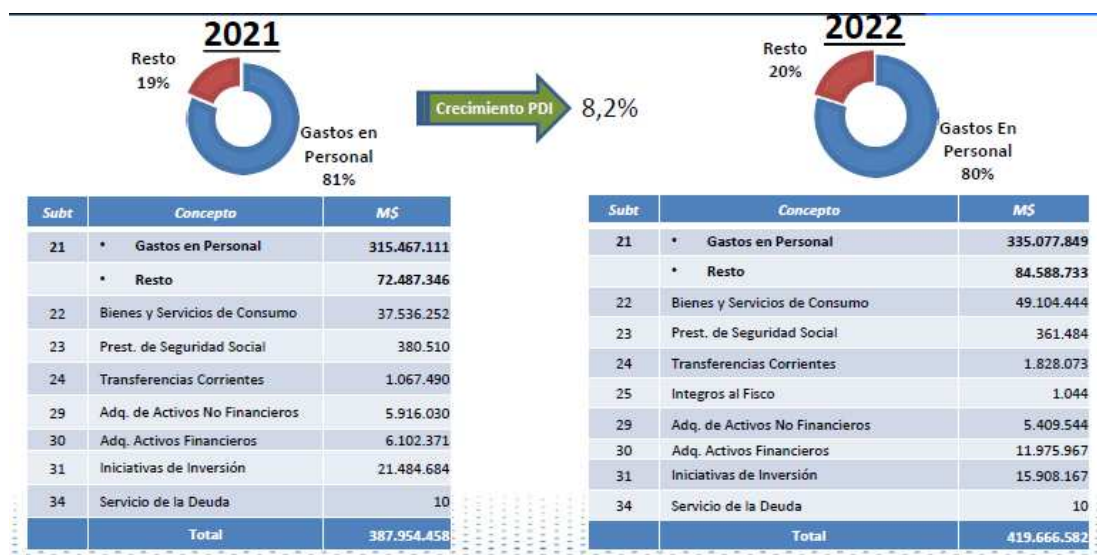 2021
Resto
19%
Gastos en
Personal
81%
Crecimiento PDI
8,2%
2022
Resto
20%
Gastos En
Personal
80%
Subt Concepto M$
21 • Gastos en Personal 315.467.111
• Resto 72.487.346
22 Bienes y Servicios de Consumo 37.536.252
23 Prest. de Seguridad Social 380.510
24 Transferencias Corrientes 1.067.490
29 Adq. de Activos No Financieros 5.916.030
30 Adq. Activos Financieros 6.102.371
31 Iniciativas de Inversión 21.484.684
34 Servicio de la Deuda 10
Total 387.954.458
Subt Concepto M$
21 • Gastos en Personal 335.077.849
• Resto 84.588.733
22 Bienes y Servicios de Consumo 49.104.444
23 Prest. de Seguridad Social 361.484
24 Transferencias Corrientes 1.828.073
25 Integros al Fisco 1.044
29 Adq. de Activos No Financieros 5.409.544
30 Adq. Activos Financieros 11.975.967
31 Iniciativas de Inversión 15.908.167
34 Servicio de la Deuda 10
Total 419.666.582